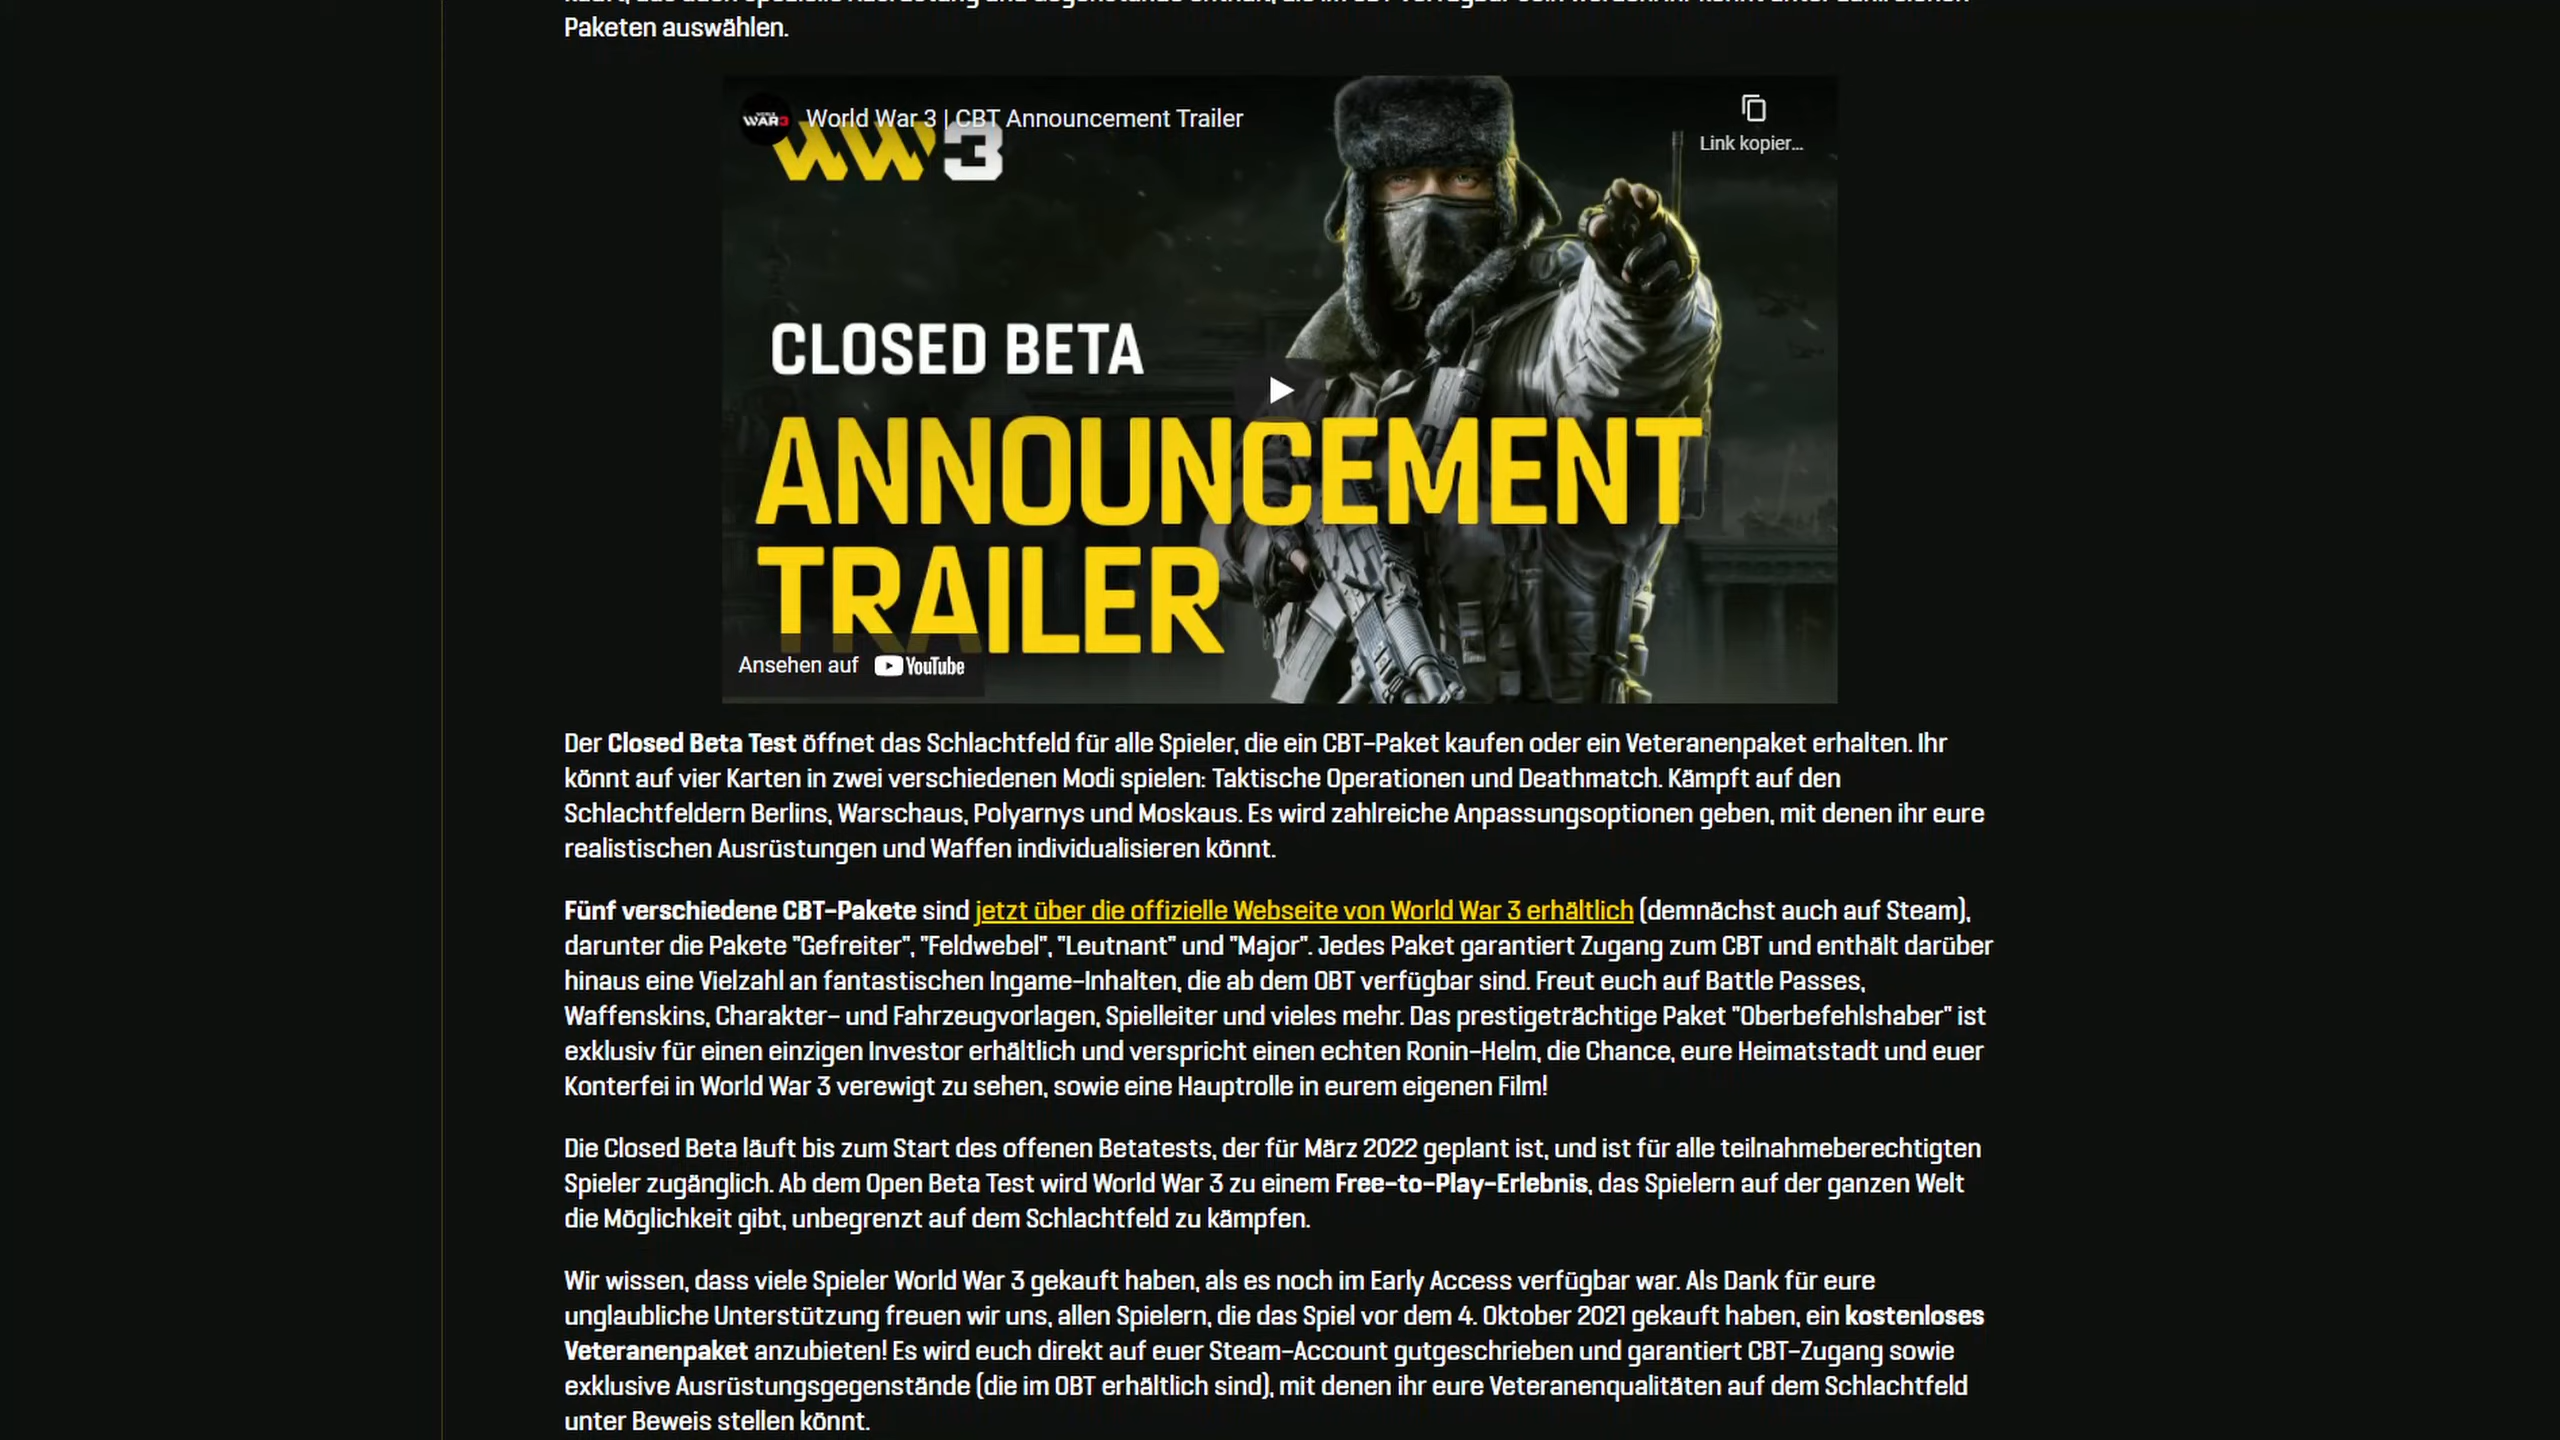 Paketen auswählen.
WORLD WAR3
World War 3 | CBT Announcement Trailer
Link kopier...
WW3
CLOSED BETA
ANNOUNCEMENT
TRAILER
Ansehen auf YouTube
Der Closed Beta Test öffnet das Schlachtfeld für alle Spieler, die ein CBT-Paket kaufen oder ein Veteranenpaket erhalten. Ihr
könnt auf vier Karten in zwei verschiedenen Modi spielen: Taktische Operationen und Deathmatch. Kämpft auf den
Schlachtfeldern Berlins, Warschaus, Polyarnys und Moskaus. Es wird zahlreiche Anpassungsoptionen geben, mit denen ihr eure
realistischen Ausrüstungen und Waffen individualisieren könnt.
Fünf verschiedene CBT-Pakete sind jetzt über die offizielle Webseite von World War 3 erhältlich (demnächst auch auf Steam),
darunter die Pakete "Gefreiter", "Feldwebel", "Leutnant" und "Major". Jedes Paket garantiert Zugang zum CBT und enthält darüber
hinaus eine Vielzahl an fantastischen Ingame-Inhalten, die ab dem OBT verfügbar sind. Freut euch auf Battle Passes,
Waffenskins, Charakter- und Fahrzeugvorlagen, Spielleiter und vieles mehr. Das prestigeträchtige Paket "Oberbefehlshaber" ist
exklusiv für einen einzigen Investor erhältlich und verspricht einen echten Ronin-Helm, die Chance, eure Heimatstadt und euer
Konterfei in World War 3 verewigt zu sehen, sowie eine Hauptrolle in eurem eigenen Film!
Die Closed Beta läuft bis zum Start des offenen Betatests, der für März 2022 geplant ist, und ist für alle teilnahmeberechtigten
Spieler zugänglich. Ab dem Open Beta Test wird World War 3 zu einem Free-to-Play-Erlebnis, das Spielern auf der ganzen Welt
die Möglichkeit gibt, unbegrenzt auf dem Schlachtfeld zu kämpfen.
Wir wissen, dass viele Spieler World War 3 gekauft haben, als es noch im Early Access verfügbar war. Als Dank für eure
unglaubliche Unterstützung freuen wir uns, allen Spielern, die das Spiel vor dem 4. Oktober 2021 gekauft haben, ein kostenloses
Veteranenpaket anzubieten! Es wird euch direkt auf euer Steam-Account gutgeschrieben und garantiert CBT-Zugang sowie
exklusive Ausrüstungsgegenstände (die im OBT erhältlich sind), mit denen ihr eure Veteranenqualitäten auf dem Schlachtfeld
unter Beweis stellen könnt.